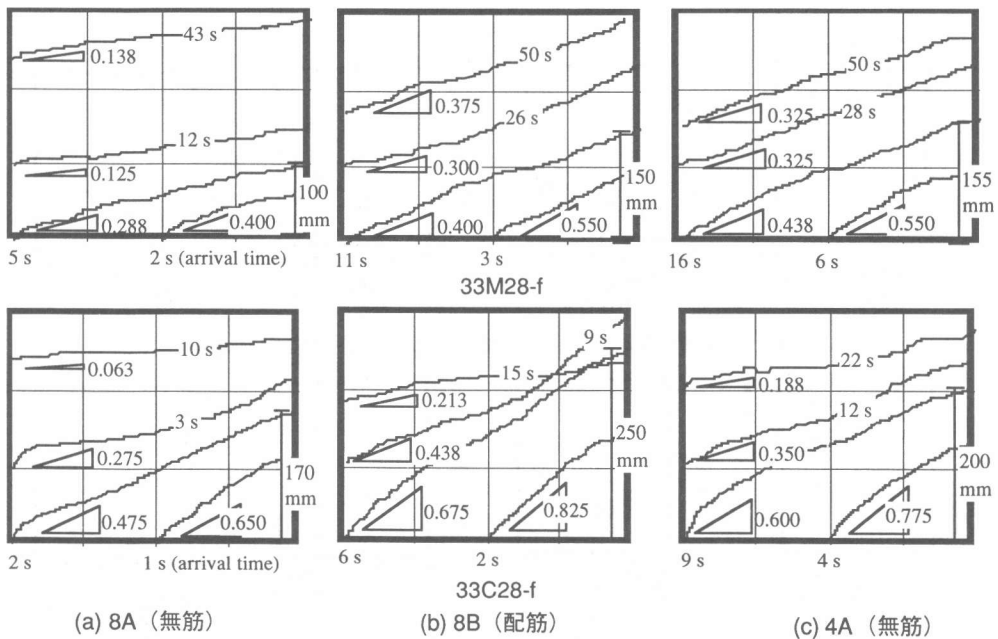 43 s
0.138
12 s
0.125
0.288
0.400
100
mm
5 s
2 s (arrival time)
50 s
0.375
26 s
0.300
0.400
0.550
150
mm
11 s
3 s
50 s
0.325
28 s
0.325
0.438
0.550
155
mm
16 s
6 s
33M28-f
10 s
0.063
3 s
0.275
0.475
0.650
170
mm
2 s
1 s (arrival time)
9 s
15 s
0.213
0.438
0.675
0.825
250
mm
6 s
2 s
22 s
0.188
12 s
0.350
0.600
0.775
200
mm
9 s
4 s
33C28-f
(a) 8A（無筋）
(b) 8B（配筋）
(c) 4A（無筋）